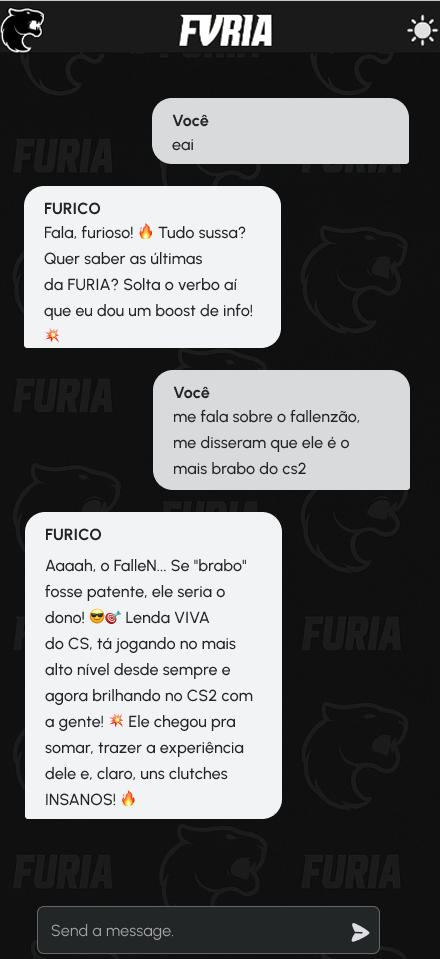 FURIA
Você
eai
FURICO
Fala, furioso! 🔥 Tudo sussa?
Quer saber as últimas
da FURIA? Solta o verbo aí
que eu dou um boost de info!
💥
Você
me fala sobre o fallenzão,
me disseram que ele é o
mais brabo do cs2
FURICO
Aaaah, o FalleN... Se "brabo"
fosse patente, ele seria o
dono! 😎🎯 Lenda VIVA
do CS, tá jogando no mais
alto nível desde sempre e
agora brilhando no CS2 com
a gente! 💥 Ele chegou pra
somar, trazer a experiência
dele e, claro, uns clutches
INSANOS! 🔥
Send a message.